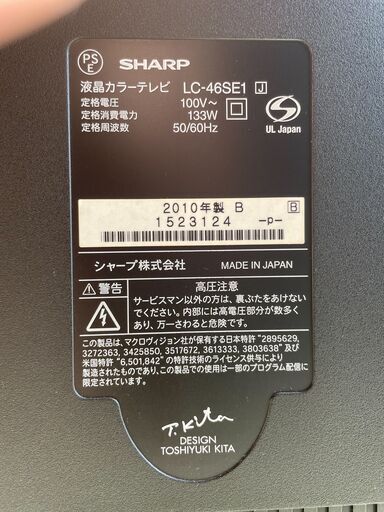 PS
E
SHARP
液晶カラーテレビ LC-46SE1 J
定格電圧 100V～
定格消費電力 133W
定格周波数 50/60Hz
UL Japan
2010年製 B B
1523124 -p-
シャープ株式会社 MADE IN JAPAN
警告 高圧注意
サービスマン以外の方は、裏ぶたをあけない
でください。内部には高電圧部分が数多く
あり、万一さわると危険です。
この製品は、マクロヴィジョン社が保有する日本特許 "2895629,
3272363, 3425850, 3517672, 3613333, 3803638" 及び
米国特許 "6,501,842" の特許技術のライセンス供与により
製造されたもので、この製品での使用は一部のプログラム配信に
限定されています。
T.Kita
DESIGN
TOSHIYUKI KITA